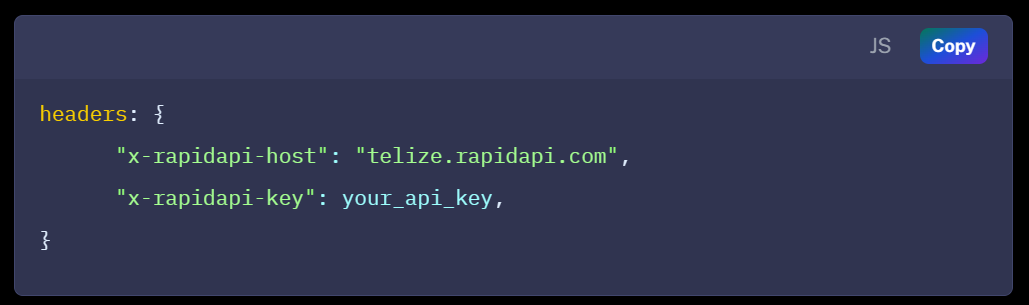 JS Copy
headers: {
"x-rapidapi-host": "telize.rapidapi.com",
"x-rapidapi-key": your_api_key,
}